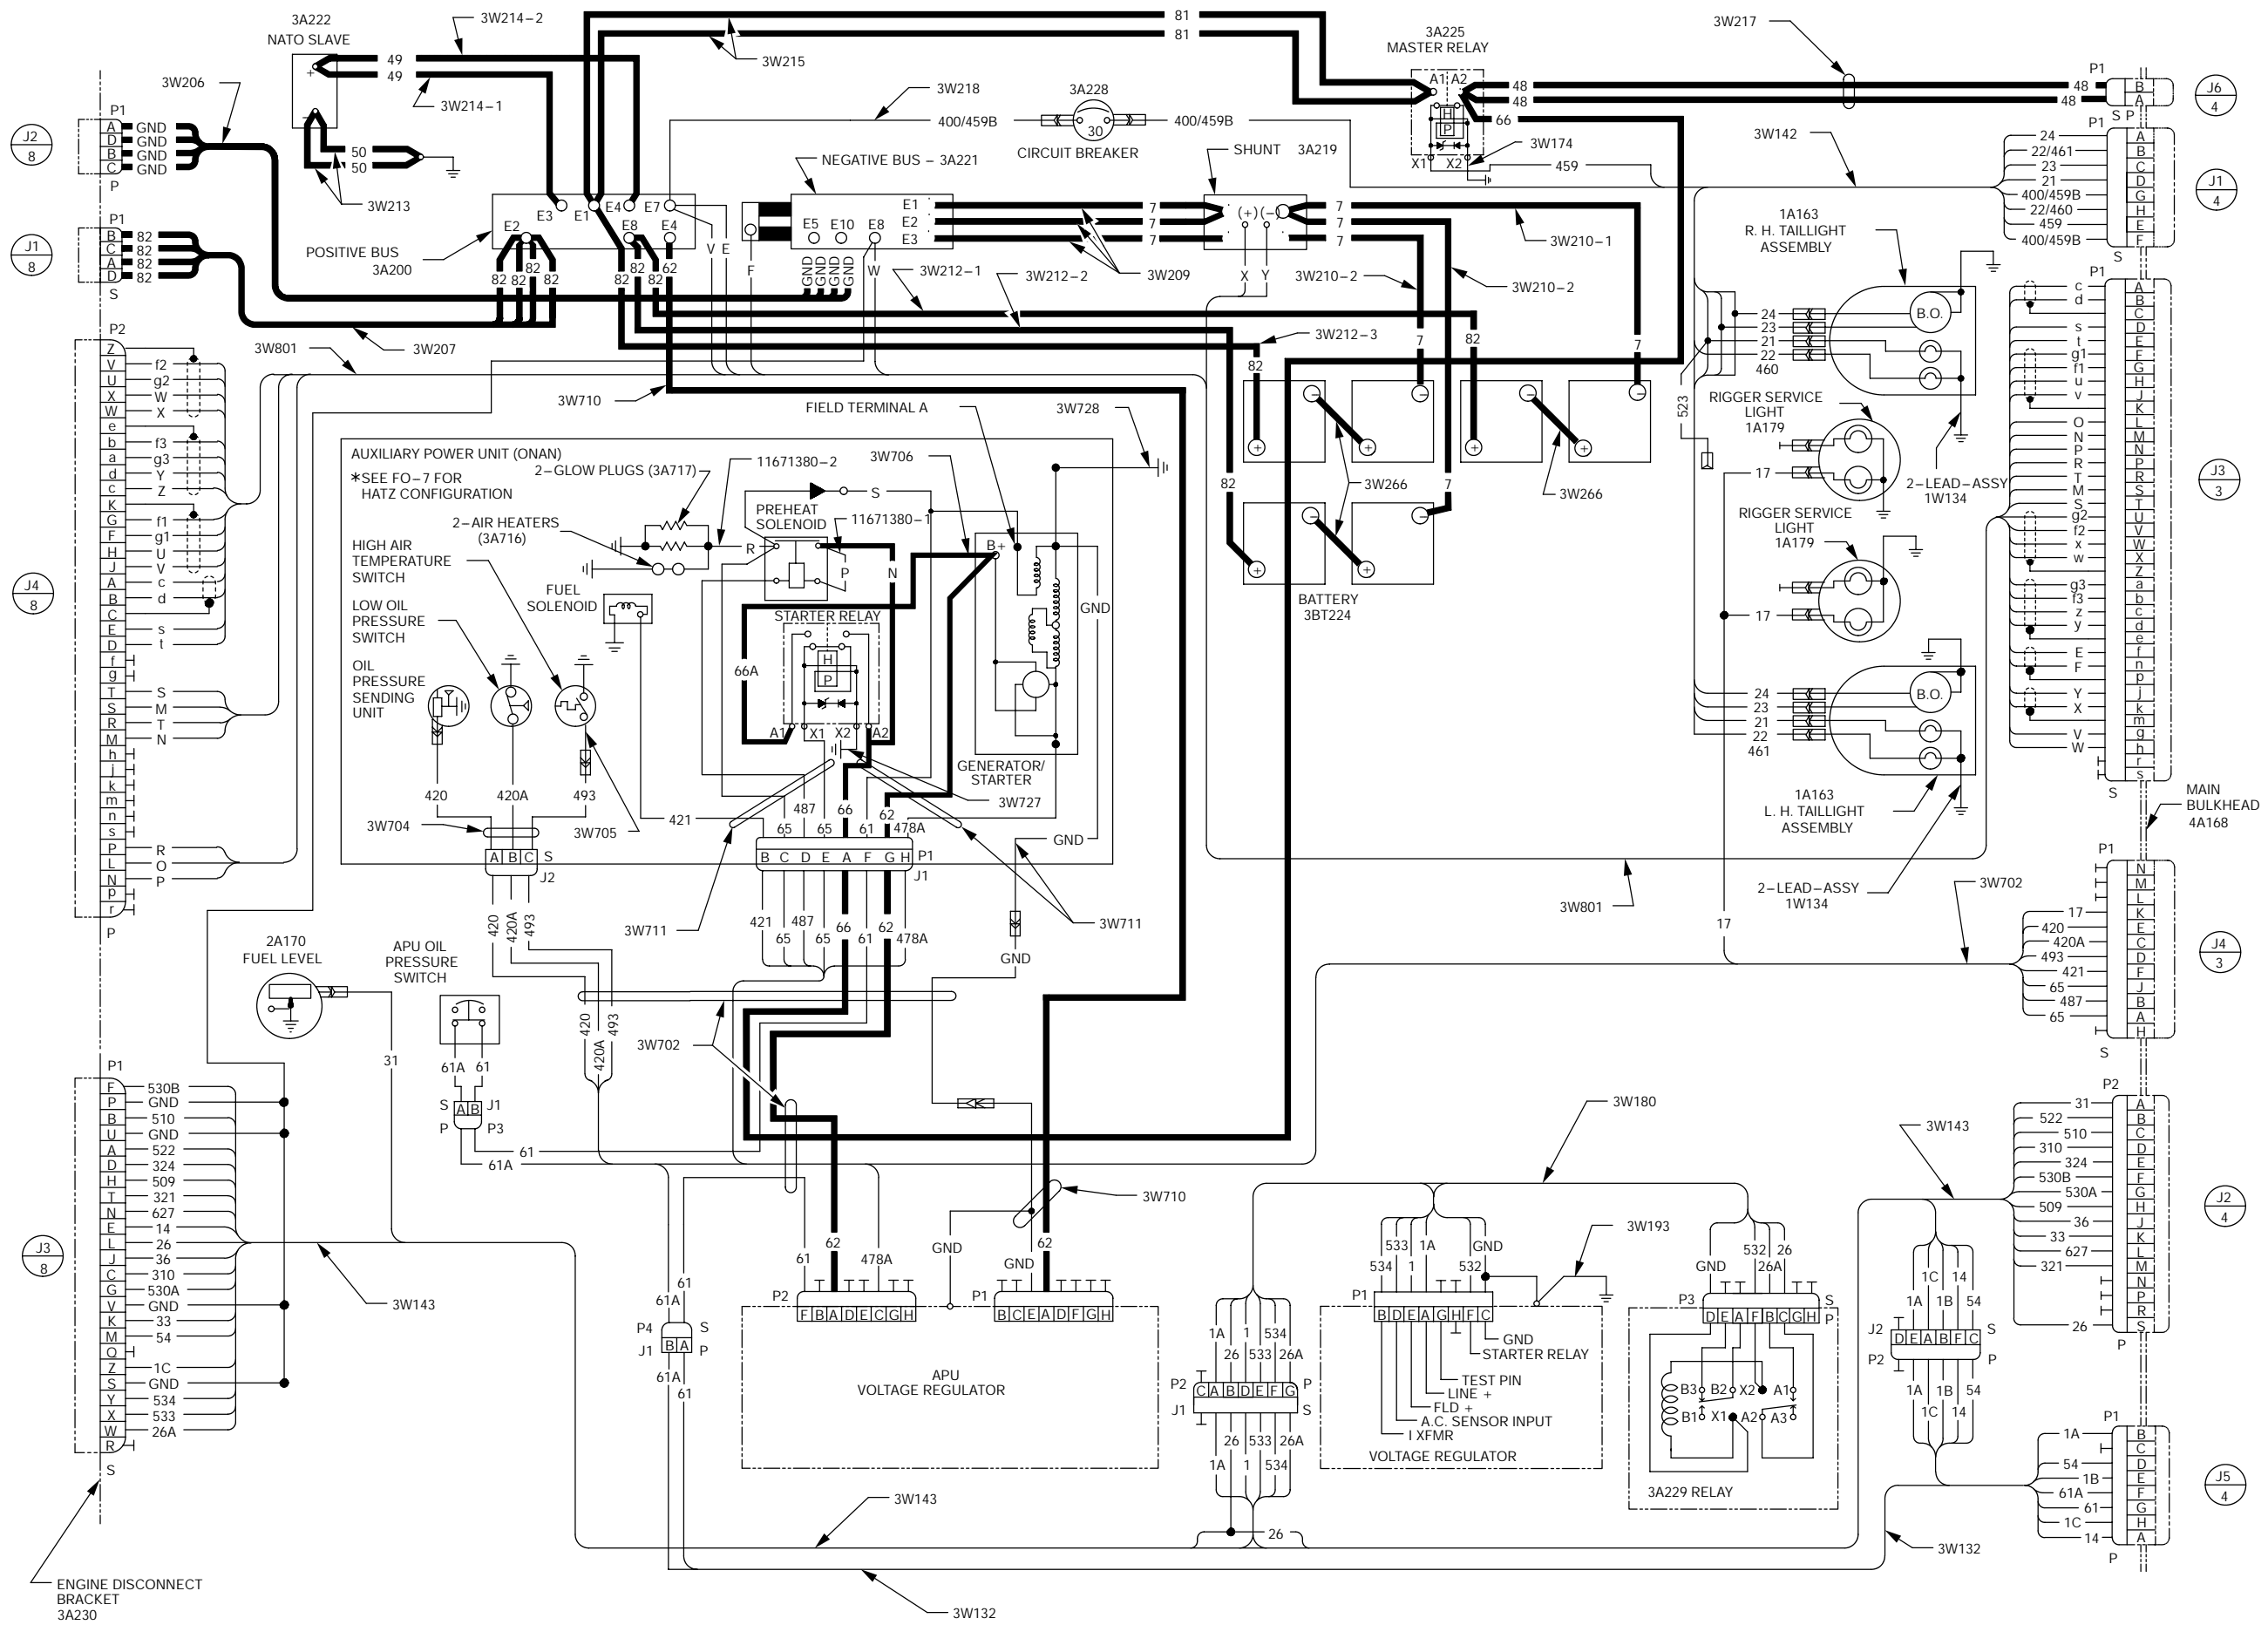 3A222
NATO SLAVE
3W214-2
81
81
3W215
3A225
MASTER RELAY
3W217
3W206
49
49
3W214-1
3W218
3A228
30
CIRCUIT BREAKER
400/459B
400/459B
A1 A2
H
P
X1 X2
48
48
66
48
48
P1
B
A
S P
J6
4
3W174
459
3W142
P1
A
D
B
C
P
GND
GND
GND
GND
J2
8
+
-
50
50
3W213
NEGATIVE BUS - 3A221
SHUNT 3A219
24
22/461
23
21
400/459B
22/460
459
400/459B
P1
A
B
C
D
G
H
E
F
S
J1
4
P1
B
C
A
D
S
82
82
82
82
J1
8
POSITIVE BUS
3A200
E3
E1
E4
E7
E2
E8
E4
V
E
F
E5
E10
E8
E1
E2
E3
GND
GND
GND
GND
W
7
7
7
(+)
(-)
X
Y
7
7
7
3W209
3W210-1
3W210-2
3W210-2
82
82
82
82
82
82
82
62
3W212-1
3W212-2
3W212-3
3W207
3W801
3W710
82
82
82
7
7
7
1A163
R. H. TAILLIGHT
ASSEMBLY
B.O.
24
23
21
22
460
523
RIGGER SERVICE
LIGHT
1A179
17
2-LEAD-ASSY
1W134
RIGGER SERVICE
LIGHT
1A179
17
24
23
21
22
461
B.O.
1A163
L. H. TAILLIGHT
ASSEMBLY
2-LEAD-ASSY
1W134
17
3W266
3W266
BATTERY
3BT224
P2
Z
V
U
X
W
e
b
a
d
c
K
G
F
H
J
A
B
C
E
D
f
g
T
S
R
M
h
j
k
m
n
s
P
L
N
p
r
P
f2
g2
W
X
f3
g3
Y
Z
f1
g1
U
V
c
d
s
t
S
M
T
N
R
O
P
J4
8
P1
A
B
C
D
E
F
G
H
J
K
L
M
N
P
R
S
T
U
V
W
X
Z
a
b
c
d
e
f
n
p
j
k
m
g
h
r
s
S
c
d
s
t
g1
f1
u
v
O
N
P
R
T
M
S
g2
f2
x
w
g3
f3
z
y
E
F
Y
X
V
W
J3
3
MAIN
BULKHEAD
4A168
AUXILIARY POWER UNIT (ONAN)
*SEE FO-7 FOR
HATZ CONFIGURATION
2-GLOW PLUGS (3A717)
11671380-2
3W706
FIELD TERMINAL A
3W728
2-AIR HEATERS
(3A716)
HIGH AIR
TEMPERATURE
SWITCH
LOW OIL
PRESSURE
SWITCH
OIL
PRESSURE
SENDING
UNIT
FUEL
SOLENOID
PREHEAT
SOLENOID
11671380-1
S
R
P
N
B+
GND
STARTER RELAY
66A
H
P
A1
X1
X2
A2
GENERATOR/
STARTER
3W727
420
420A
493
3W704
3W705
A B C
S
J2
421
65
487
65
66
61
62
478A
B C D E A F G H
P1
J1
GND
3W711
3W711
GND
420
420A
493
421
65
487
65
66
61
62
478A
3W702
420
420A
493
3W801
2A170
FUEL LEVEL
31
APU OIL
PRESSURE
SWITCH
61A
61
S
A B
J1
P
P3
61
61A
3W702
P1
N
M
L
K
E
C
D
F
J
B
A
H
S
17
420
420A
493
421
65
487
65
J4
3
P1
F
P
B
U
A
D
H
T
N
E
L
J
C
G
V
K
M
Q
Z
S
Y
X
W
R
S
530B
GND
510
GND
522
324
509
321
627
14
26
36
310
530A
GND
33
54
1C
GND
534
533
26A
J3
8
3W143
ENGINE DISCONNECT
BRACKET
3A230
61A
61
P4
S
J1
B A
P
61A
61
P2
F B A D E C G H
61
62
478A
GND
GND
62
P1
B C E A D F G H
3W710
APU
VOLTAGE REGULATOR
3W180
1A
26
1
533
534
26A
P2
C A B D E F G
P
J1
S
26
533
26A
1A
1
534
26
534
533
1
1A
532
GND
P1
B D E A G H F C
GND
STARTER RELAY
TEST PIN
LINE +
FLD +
A.C. SENSOR INPUT
I XFMR
VOLTAGE REGULATOR
3W193
GND
532
26A
26
P3
D E A F B C G H
S
P
B3
B2
X2
A1
B1
X1
A2
A3
3A229 RELAY
3W143
1A
1C
1B
14
54
J2
D E A B F C
S
P2
P
1A
1C
1B
14
54
P2
A
B
C
D
E
F
G
H
J
K
L
M
N
P
R
S
P
31
522
510
310
324
530B
530A
509
36
33
627
321
26
J2
4
P1
B
C
D
E
F
G
H
A
P
1A
54
1B
61A
61
1C
14
J5
4
3W143
3W132
3W132